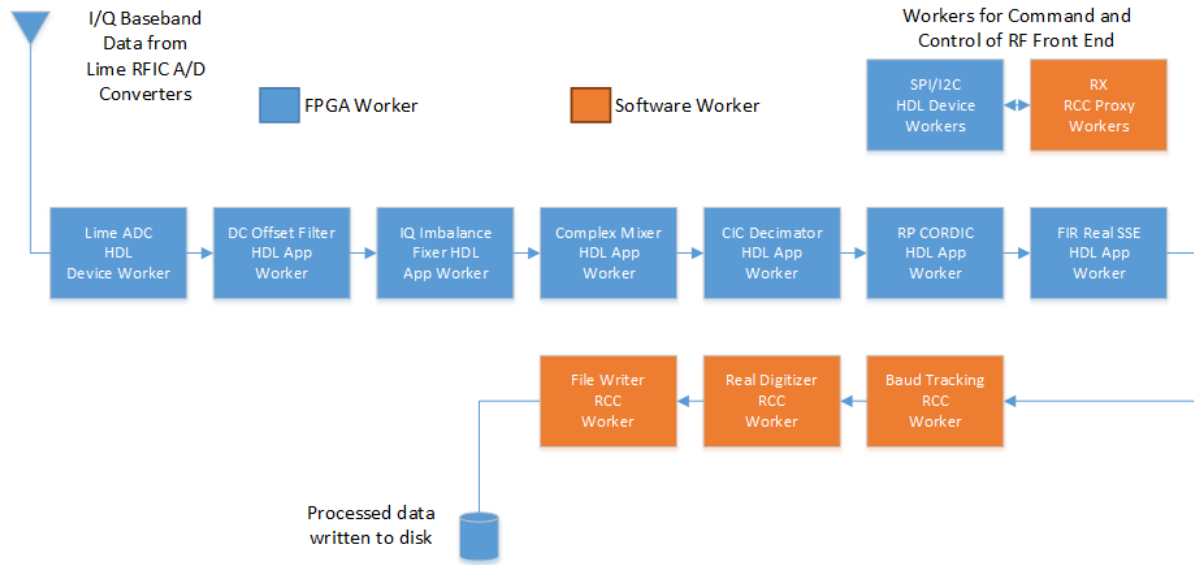 I/Q Baseband
Data from
Lime RFIC A/D
Converters
Workers for Command and
Control of RF Front End
FPGA Worker
Software Worker
SPI/I2C
HDL Device
Workers
RX
RCC Proxy
Workers
Lime ADC
HDL
Device Worker
DC Offset Filter
HDL App
Worker
IQ Imbalance
Fixer HDL
App Worker
Complex Mixer
HDL App
Worker
CIC Decimator
HDL App
Worker
RP CORDIC
HDL App
Worker
FIR Real SSE
HDL App
Worker
File Writer
RCC
Worker
Real Digitizer
RCC
Worker
Baud Tracking
RCC
Worker
Processed data
written to disk